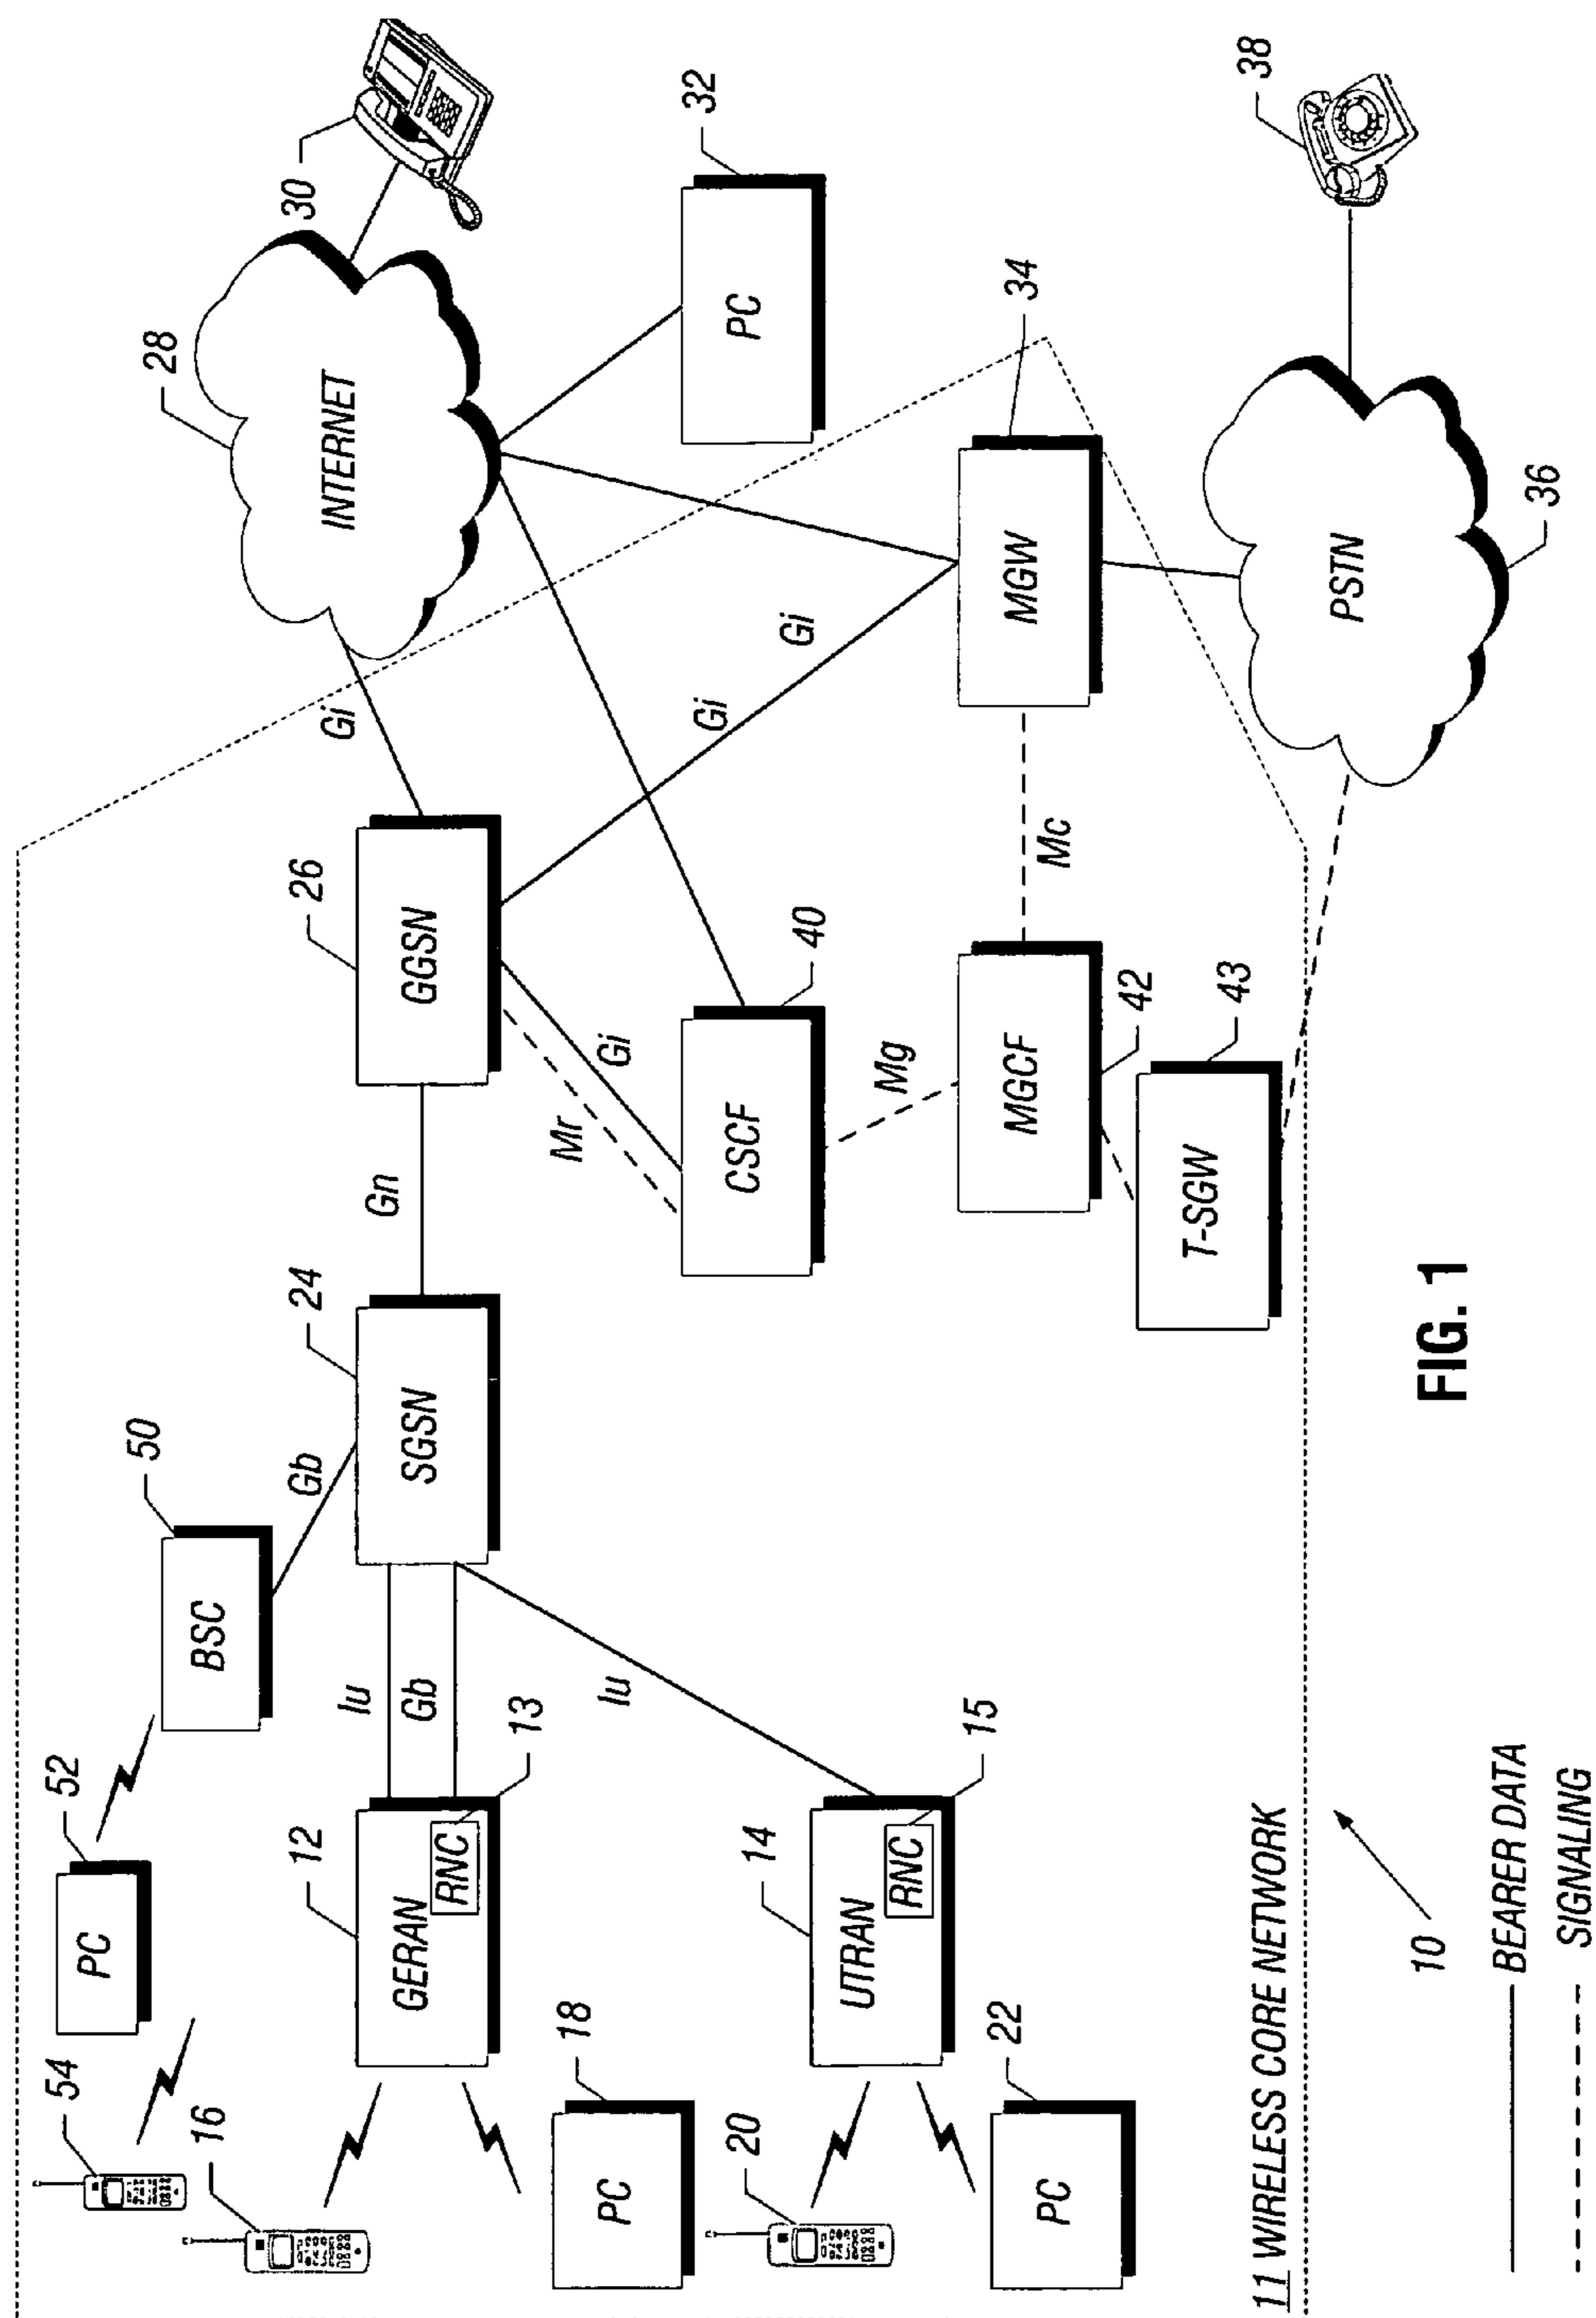 54
52
PC
50
BSC
Gb
28
INTERNET
30
16
12
GERAN
RNC
13
Iu
Gb
24
SGSN
Gn
26
GGSN
Gi
32
PC
18
PC
Iu
Mr
Gi
40
CSCF
Gi
Gi
34
MGW
20
14
UTRAN
RNC
15
Mg
MGCF
42
Mc
38
22
PC
T-SGW
43
PSTN
36
11 WIRELESS CORE NETWORK
10
BEARER DATA
SIGNALING
FIG. 1